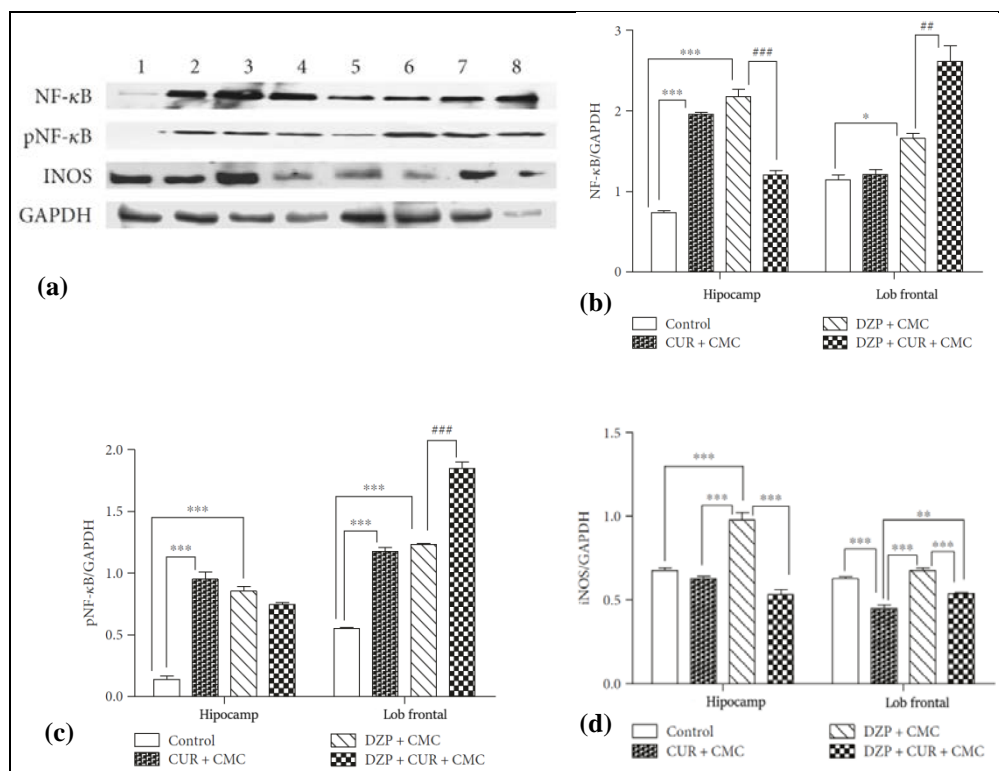 1 2 3 4 5 6 7 8
NF-κB
pNF-κB
INOS
GAPDH
(a)
NF-κB/GAPDH
3
2
1
0
***
***
###
*
##
Hipocamp Lob frontal
Control DZP + CMC
CUR + CMC DZP + CUR + CMC
(b)
pNF-κB/GAPDH
2.0
1.5
1.0
0.5
0.0
***
***
***
***
###
Hipocamp Lob frontal
Control DZP + CMC
CUR + CMC DZP + CUR + CMC
(c)
iNOS/GAPDH
1.5
1.0
0.5
0.0
***
*** ***
**
*** *** ***
Hipocamp Lob frontal
Control DZP + CMC
CUR + CMC DZP + CUR + CMC
(d)